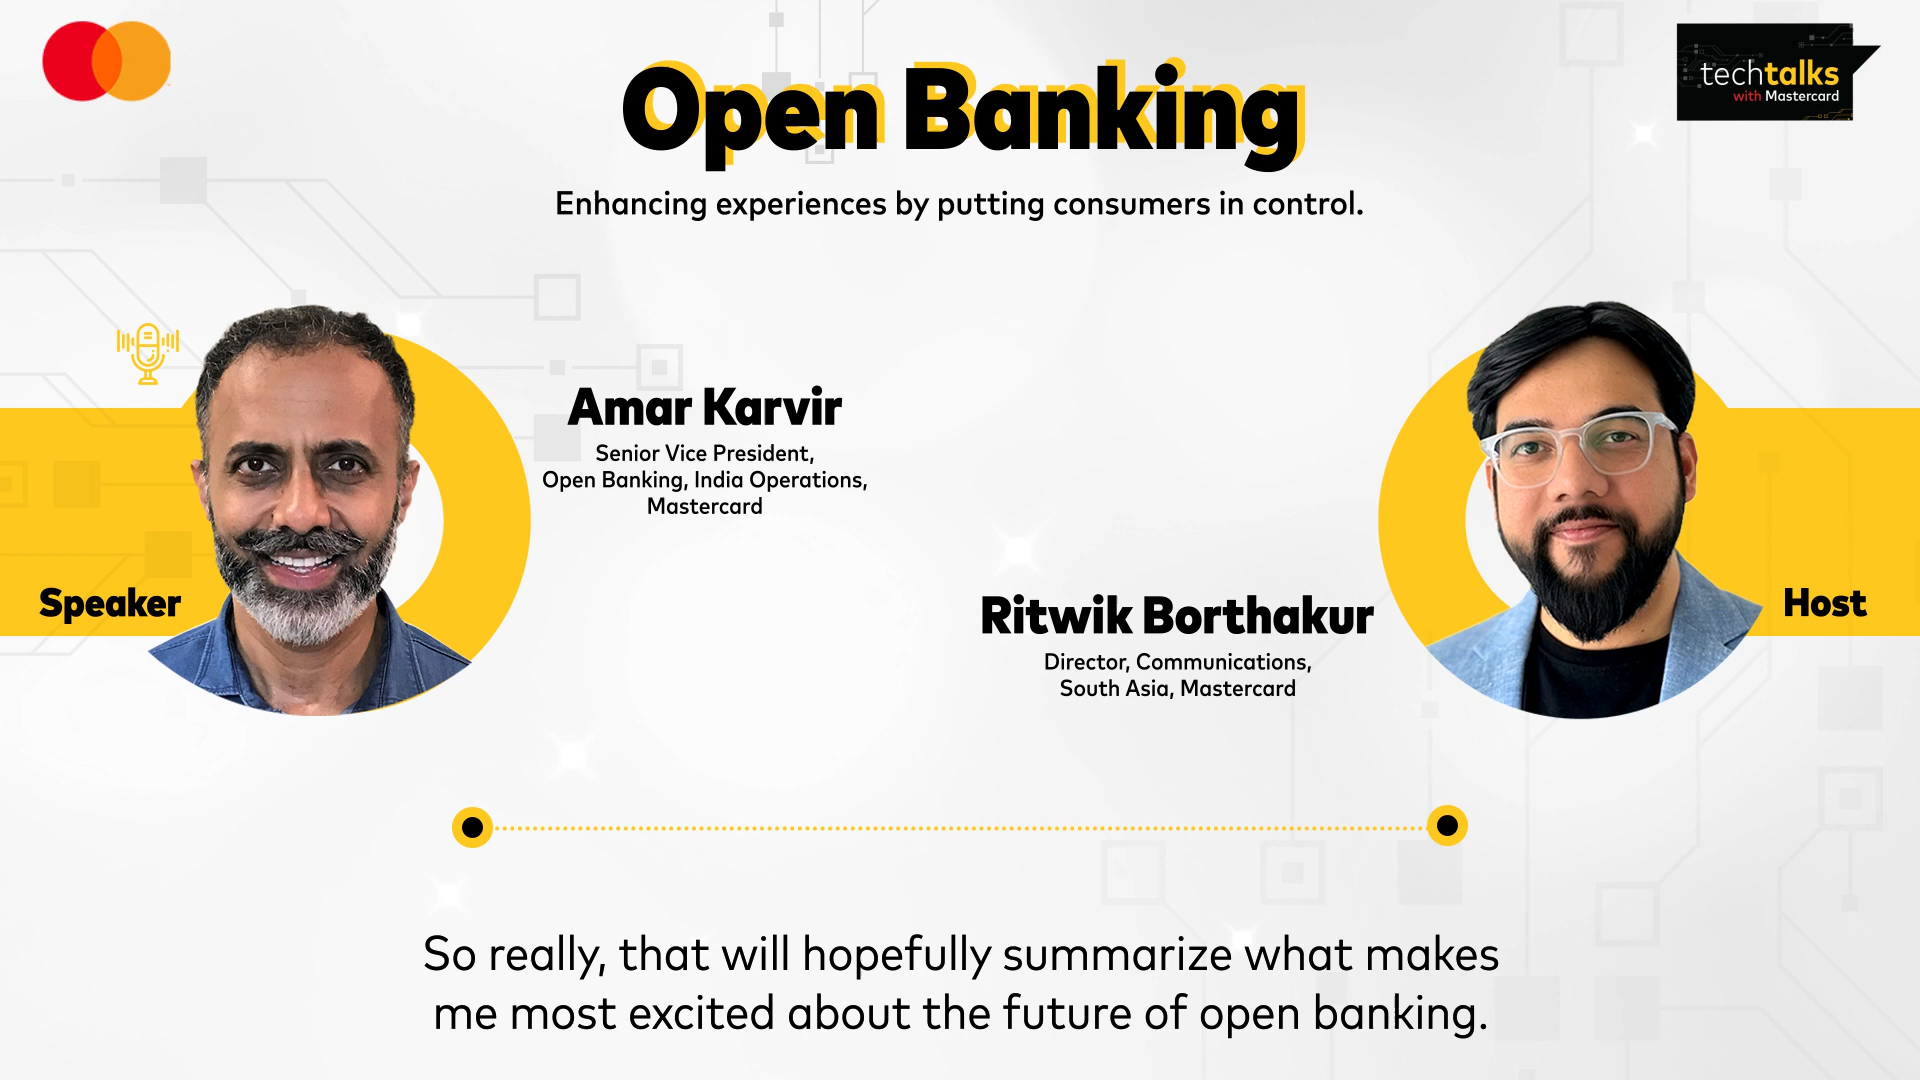 Open Banking
Enhancing experiences by putting consumers in control.
techtalks
with Mastercard
Amar Karvir
Senior Vice President,
Open Banking, India Operations,
Mastercard
Speaker
Ritwik Borthakur
Director, Communications,
South Asia, Mastercard
Host
So really, that will hopefully summarize what makes
me most excited about the future of open banking.